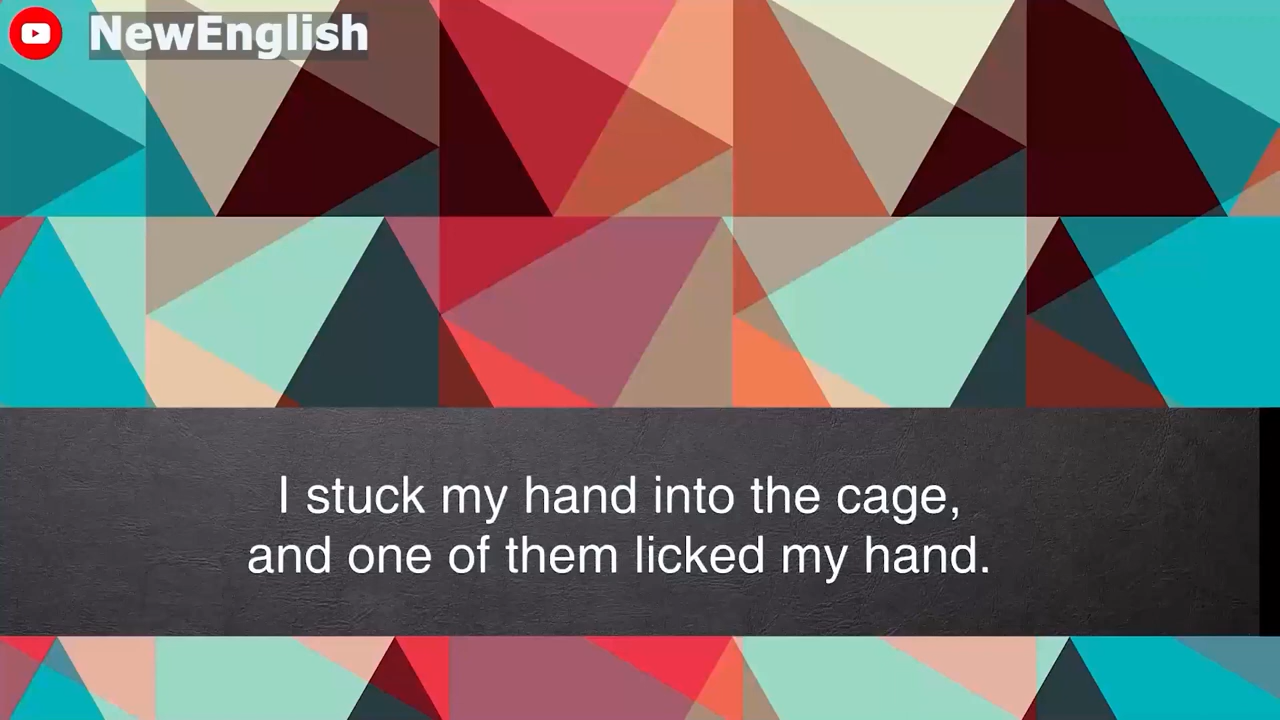 NewEnglish
I stuck my hand into the cage,
and one of them licked my hand.